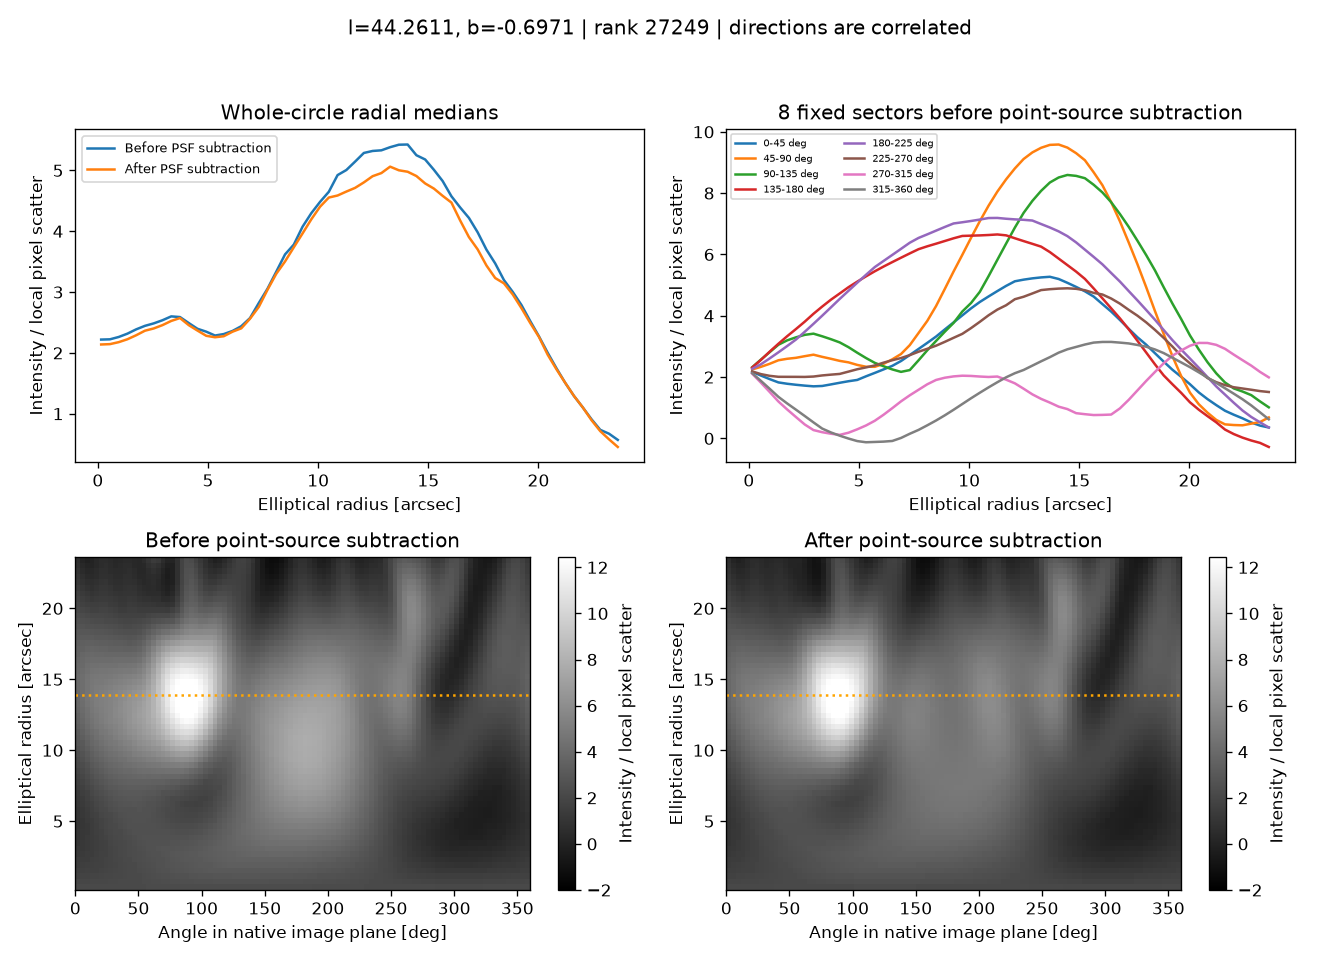 l=44.2611, b=-0.6971 | rank 27249 | directions are correlated
Whole-circle radial medians
Before PSF subtraction
After PSF subtraction
Intensity / local pixel scatter
5
4
3
2
1
0
5
10
15
20
Elliptical radius [arcsec]
8 fixed sectors before point-source subtraction
0-45 deg
45-90 deg
90-135 deg
135-180 deg
180-225 deg
225-270 deg
270-315 deg
315-360 deg
Intensity / local pixel scatter
10
8
6
4
2
0
0
5
10
15
20
Elliptical radius [arcsec]
Before point-source subtraction
Elliptical radius [arcsec]
20
15
10
5
0
50
100
150
200
250
300
350
Angle in native image plane [deg]
12
10
8
6
4
2
0
−2
Intensity / local pixel scatter
After point-source subtraction
Elliptical radius [arcsec]
20
15
10
5
0
50
100
150
200
250
300
350
Angle in native image plane [deg]
12
10
8
6
4
2
0
−2
Intensity / local pixel scatter